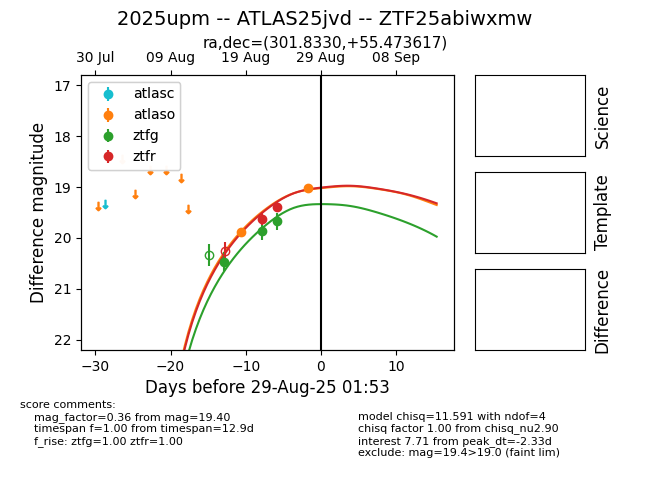 2025upm -- ATLAS25jvd -- ZTF25abiwxmw
ra,dec=(301.8330,+55.473617)
30 Jul 09 Aug 19 Aug 29 Aug 08 Sep
atlasc
atlaso
ztfg
ztfr
17
18
19
20
21
22
Difference magnitude
−30 −20 −10 0 10
Days before 29-Aug-25 01:53
Science
Template
Difference
score comments:
mag_factor=0.36 from mag=19.40
timespan f=1.00 from timespan=12.9d
f_rise: ztfg=1.00 ztfr=1.00
model chisq=11.591 with ndof=4
chisq factor 1.00 from chisq_nu2.90
interest 7.71 from peak_dt=-2.33d
exclude: mag=19.4>19.0 (faint lim)